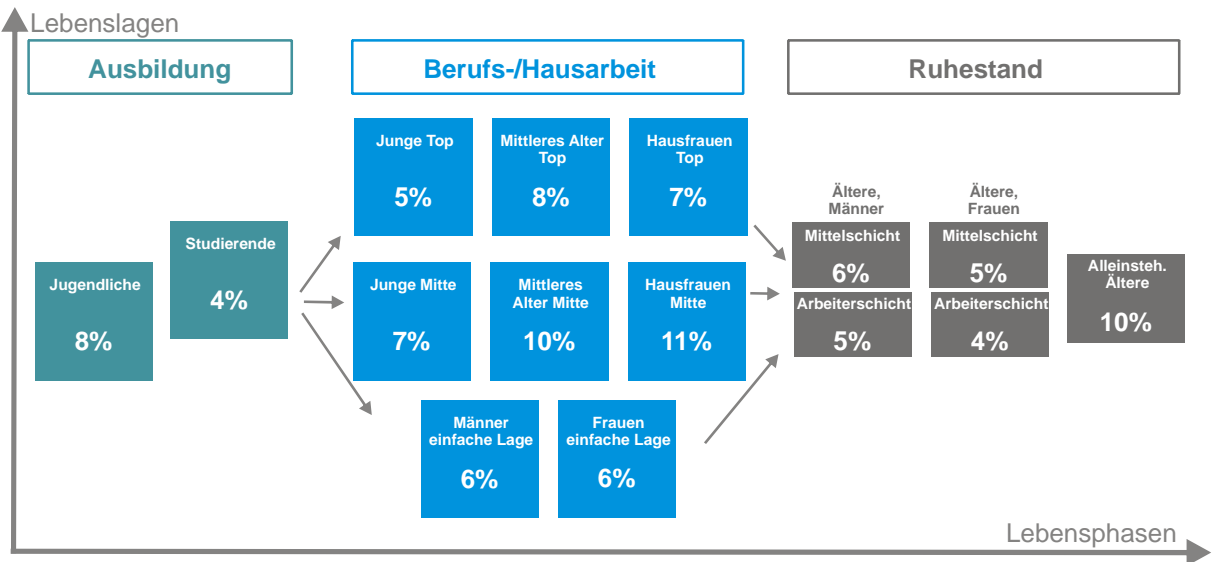 Lebenslagen
Ausbildung
Berufs-/Hausarbeit
Ruhestand
Junge Top
5%
Mittleres Alter
Top
8%
Hausfrauen
Top
7%
Studierende
4%
Jugendliche
8%
Junge Mitte
7%
Mittleres
Alter Mitte
10%
Hausfrauen
Mitte
11%
Männer
einfache Lage
6%
Frauen
einfache Lage
6%
Ältere,
Männer
Mittelschicht
6%
Arbeiterschicht
5%
Ältere,
Frauen
Mittelschicht
5%
Arbeiterschicht
4%
Alleinsteh.
Ältere
10%
Lebensphasen